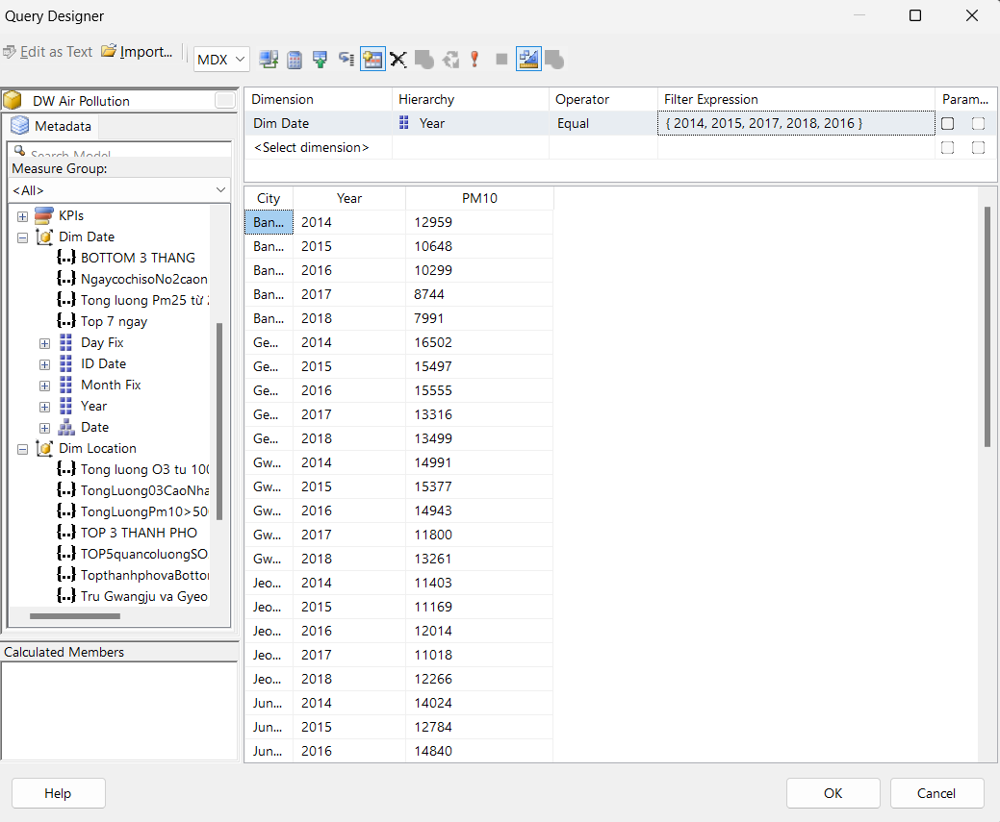 Query Designer
Edit as Text Import... MDX
DW Air Pollution
Metadata
Search Model
Measure Group:
<All>
KPIs
Dim Date
BOTTOM 3 THANG
NgaycochisoNo2caon
Tong luong Pm25 từ 2
Top 7 ngay
Day Fix
ID Date
Month Fix
Year
Date
Dim Location
Tong luong O3 tu 100
TongLuong03CaoNha
TongLuongPm10>50
TOP 3 THANH PHO
TOP5quancoluongSO
TopthanhphovaBottor
Tru Gwangju va Gyeo
Calculated Members
Dimension Hierarchy Operator Filter Expression Param...
Dim Date Year Equal { 2014, 2015, 2017, 2018, 2016 }
<Select dimension>
City Year PM10
Ban... 2014 12959
Ban... 2015 10648
Ban... 2016 10299
Ban... 2017 8744
Ban... 2018 7991
Ge... 2014 16502
Ge... 2015 15497
Ge... 2016 15555
Ge... 2017 13316
Ge... 2018 13499
Gw... 2014 14991
Gw... 2015 15377
Gw... 2016 14943
Gw... 2017 11800
Gw... 2018 13261
Jeo... 2014 11403
Jeo... 2015 11169
Jeo... 2016 12014
Jeo... 2017 11018
Jeo... 2018 12266
Jun... 2014 14024
Jun... 2015 12784
Jun... 2016 14840
Help OK Cancel